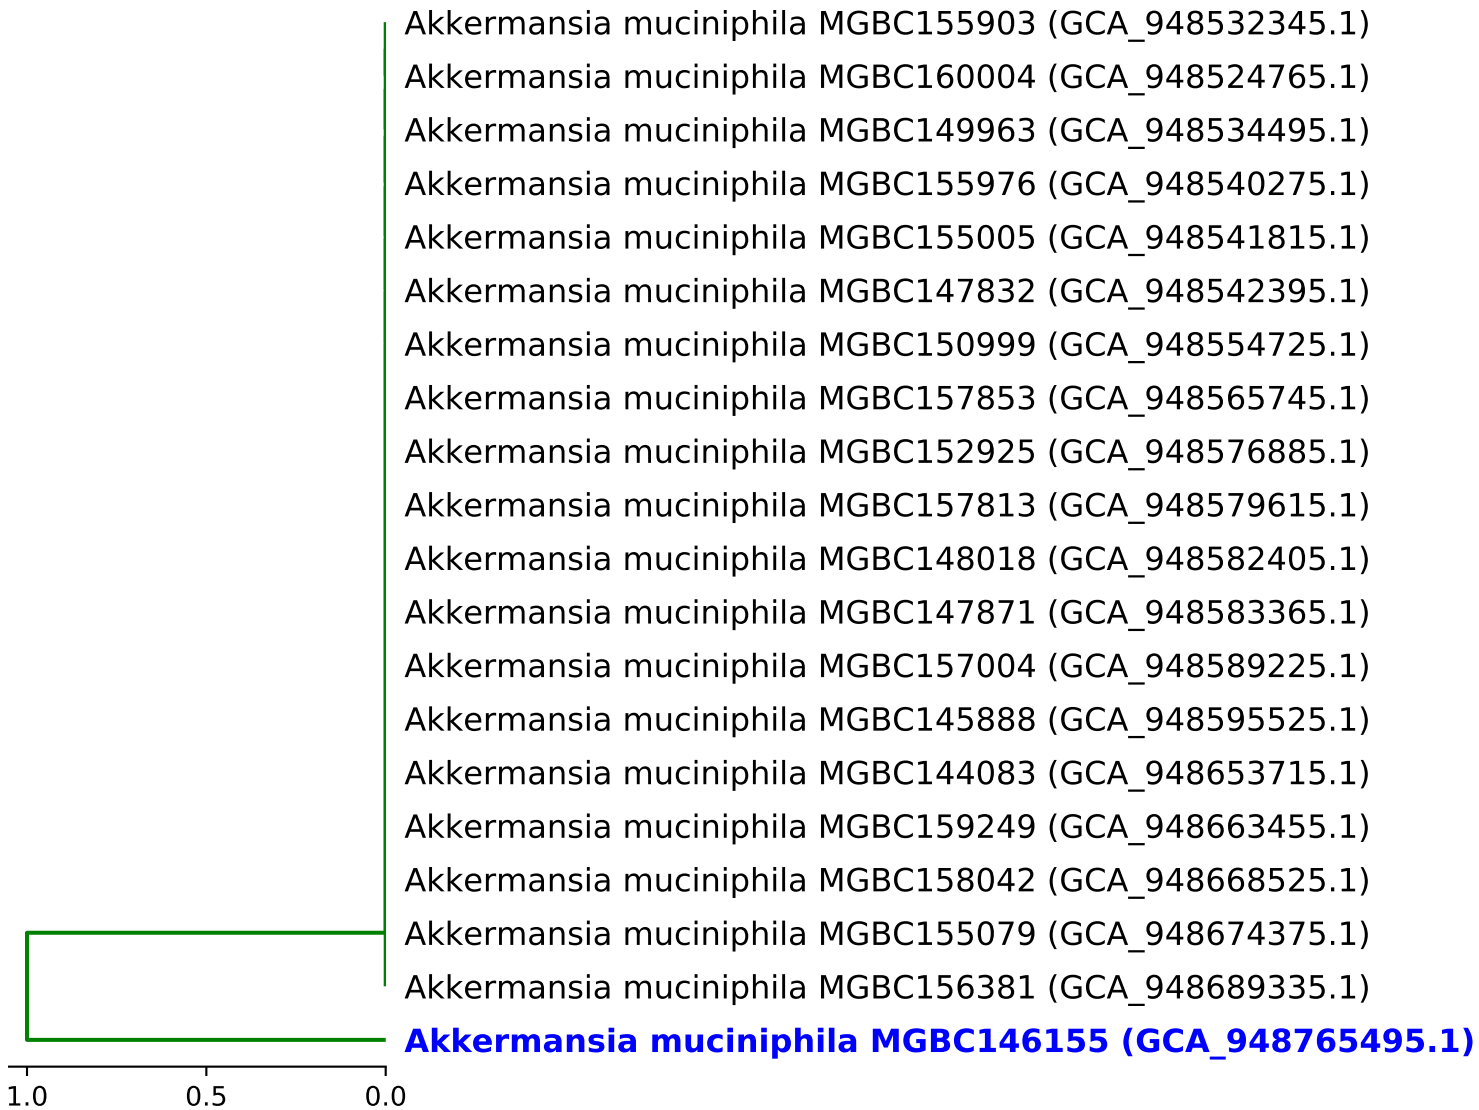 Akkermansia muciniphila MGBC155903 (GCA_948532345.1)
Akkermansia muciniphila MGBC160004 (GCA_948524765.1)
Akkermansia muciniphila MGBC149963 (GCA_948534495.1)
Akkermansia muciniphila MGBC155976 (GCA_948540275.1)
Akkermansia muciniphila MGBC155005 (GCA_948541815.1)
Akkermansia muciniphila MGBC147832 (GCA_948542395.1)
Akkermansia muciniphila MGBC150999 (GCA_948554725.1)
Akkermansia muciniphila MGBC157853 (GCA_948565745.1)
Akkermansia muciniphila MGBC152925 (GCA_948576885.1)
Akkermansia muciniphila MGBC157813 (GCA_948579615.1)
Akkermansia muciniphila MGBC148018 (GCA_948582405.1)
Akkermansia muciniphila MGBC147871 (GCA_948583365.1)
Akkermansia muciniphila MGBC157004 (GCA_948589225.1)
Akkermansia muciniphila MGBC145888 (GCA_948595525.1)
Akkermansia muciniphila MGBC144083 (GCA_948653715.1)
Akkermansia muciniphila MGBC159249 (GCA_948663455.1)
Akkermansia muciniphila MGBC158042 (GCA_948668525.1)
Akkermansia muciniphila MGBC155079 (GCA_948674375.1)
Akkermansia muciniphila MGBC156381 (GCA_948689335.1)
Akkermansia muciniphila MGBC146155 (GCA_948765495.1)
1.0 0.5 0.0